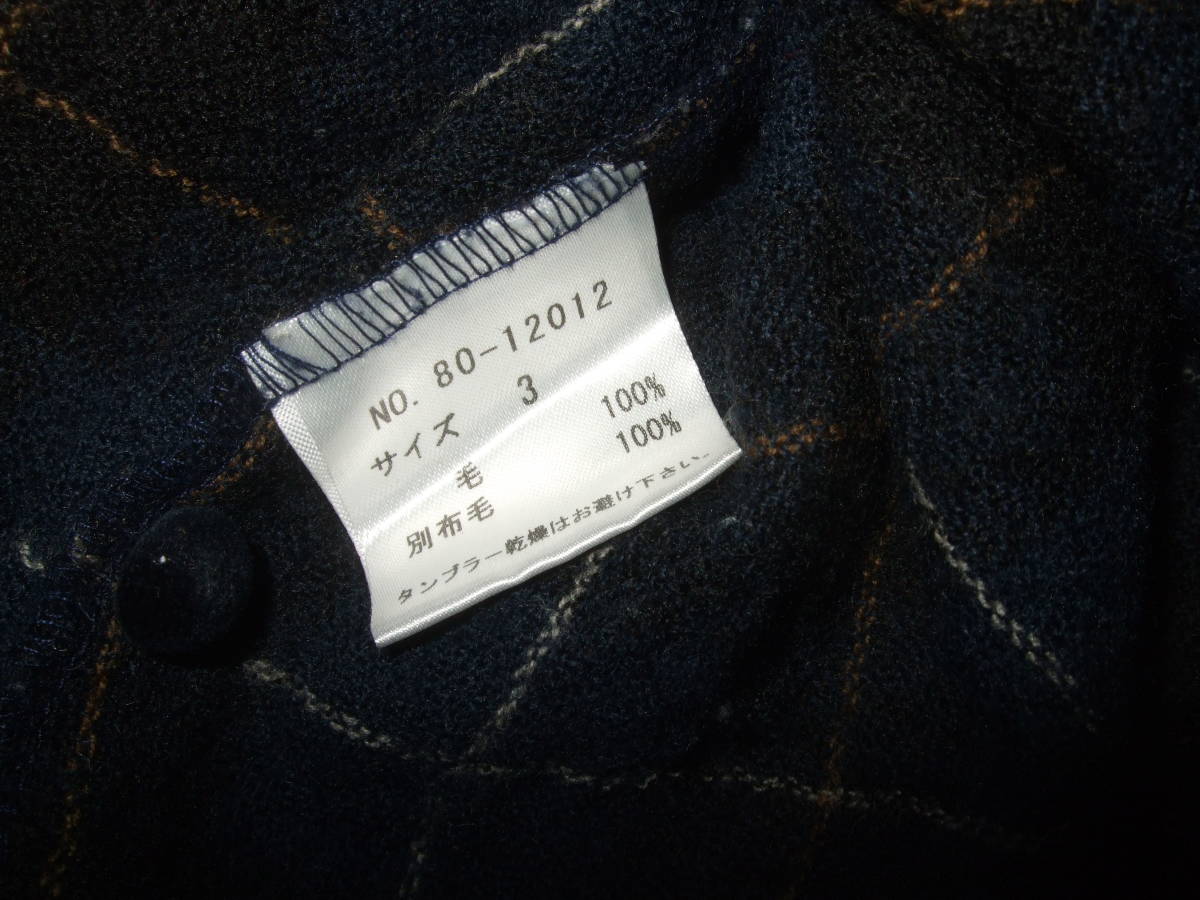 NO. 80-12012
サイズ 3
毛 100%
別布毛 100%
タンブラー乾燥はお避け下さい。